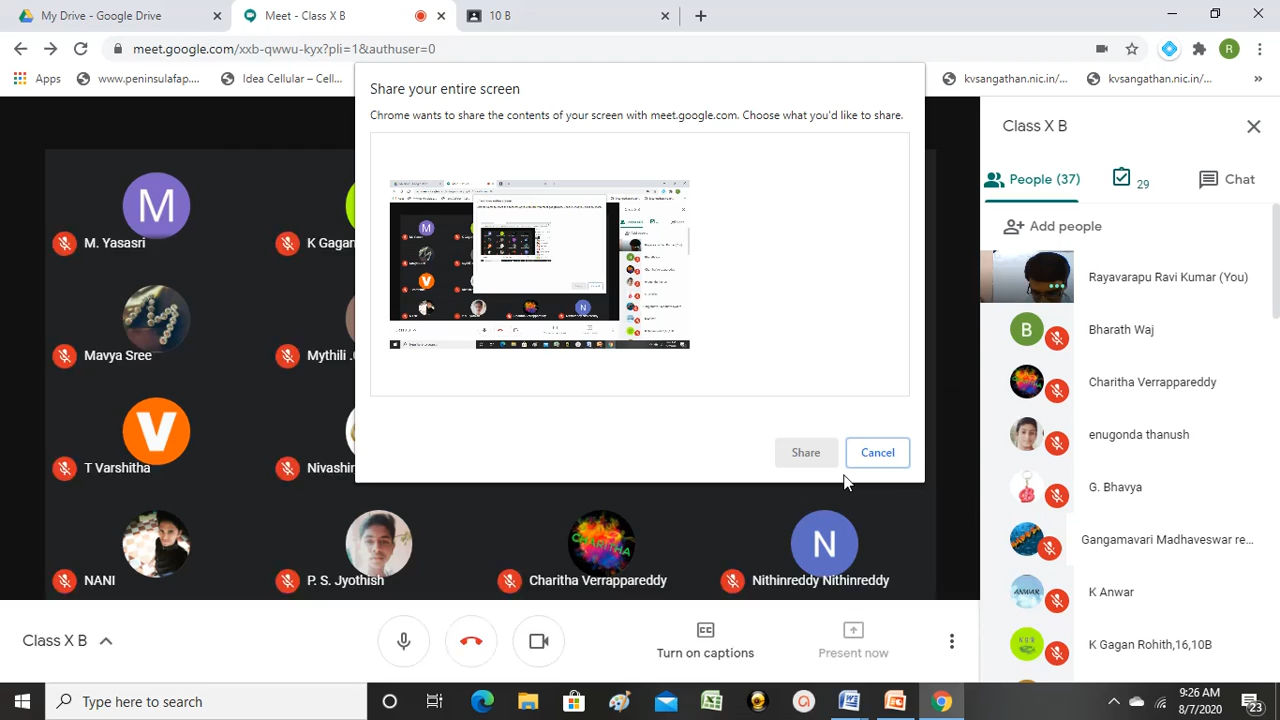 My Drive - Google Drive
Meet - Class X B
10 B
meet.google.com/xxb-qwwu-kyx?pli=1&authuser=0
R
Apps
www.peninsulafap....
Idea Cellular – Cell...
kvsangathan.nic.in/...
kvsangathan.nic.in/...
»
Share your entire screen
Chrome wants to share the contents of your screen with meet.google.com. Choose what you'd like to share.
Share
Cancel
M
M. Yasasri
K Gagan
Mavya Sree
Mythili .
V
T Varshitha
Nivashin
NANI
P. S. Jyothish
CHARITHA
Charitha Verrappareddy
N
Nithinreddy Nithinreddy
Class X B
People (37)
29
Chat
Add people
Rayavarapu Ravi Kumar (You)
B
Bharath Waj
Charitha Verrappareddy
enugonda thanush
G. Bhavya
Gangamavari Madhaveswar re...
ANWAR
K Anwar
KGR
K Gagan Rohith,16,10B
Class X B
Turn on captions
Present now
Type here to search
9:26 AM
8/7/2020
23